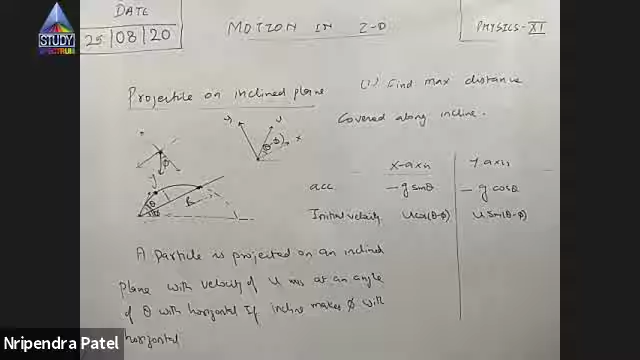 DATE
25/08/20
MOTION IN 2-D
PHYSICS-XI
STUDY
SPECTRUM
Projectile on inclined plane
(1) Find max distance
covered along incline.
y
u
(θ-ϕ)
x
y
θ
R
x-axis
y axis
acc
-g sinθ
-g cosθ
Initial velocity
u cos(θ-ϕ)
u sin(θ-ϕ)
A Particle is projected on an inclined
plane with velocity of u m/s at an angle
of θ with horizontal If incline makes ϕ with
horizontal
Nripendra Patel